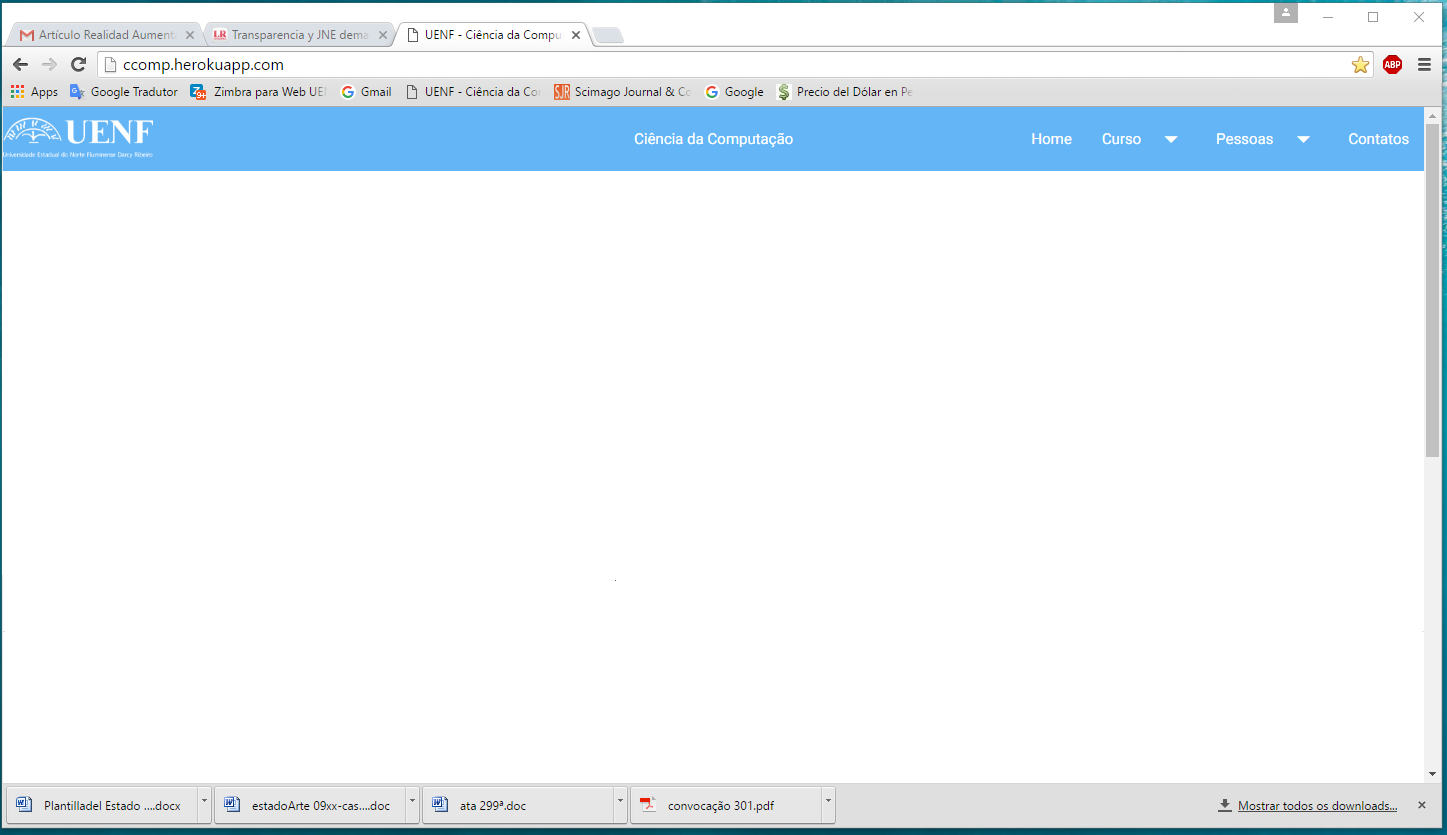 Artículo Realidad Aument
LR Transparencia y JNE dema
UENF - Ciência da Compu
ccomp.herokuapp.com
ABP
Apps Google Tradutor Zimbra para Web UE UENF - Ciência da Co
Gmail
SJR Scimago Journal & Co
Google
Precio del Dólar en Pe
UENF
Universidade Estadual do Norte Fluminense Darcy Ribeiro
Ciência da Computação
Home Curso Pessoas Contatos
Plantilladel Estado ....docx
estadoArte 09xx-cas....doc
ata 299ª.doc
convocação 301.pdf
Mostrar todos os downloads...